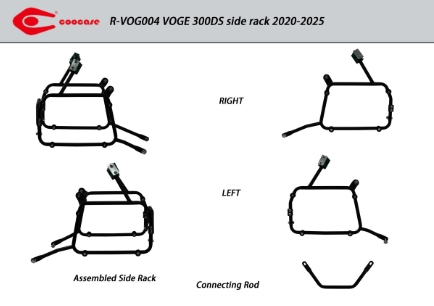 coocase R-VOG004 VOGE 300DS side rack 2020-2025
RIGHT
LEFT
Assembled Side Rack
Connecting Rod